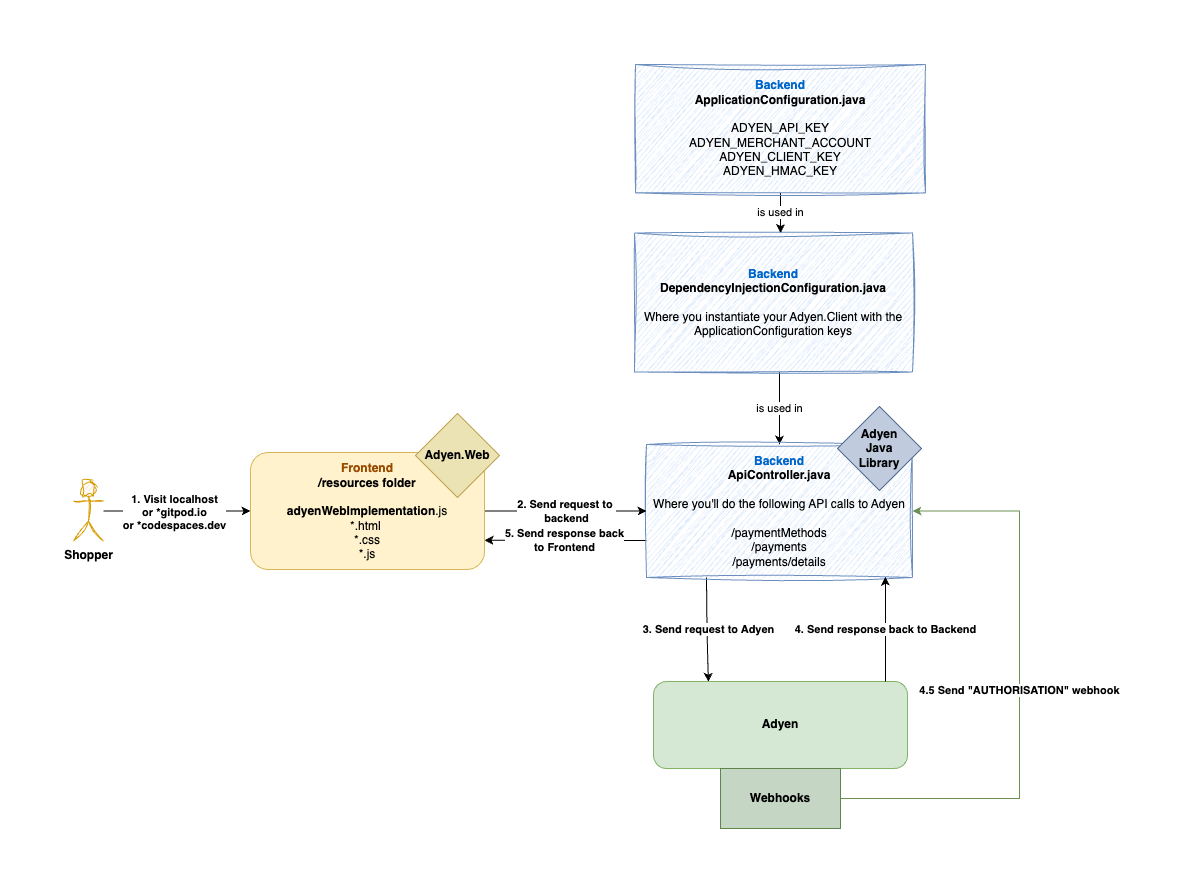 Backend
ApplicationConfiguration.java
ADYEN_API_KEY
ADYEN_MERCHANT_ACCOUNT
ADYEN_CLIENT_KEY
ADYEN_HMAC_KEY
is used in
Backend
DependencyInjectionConfiguration.java
Where you instantiate your Adyen.Client with the
ApplicationConfiguration keys
is used in
Adyen
Java
Library
Adyen.Web
Backend
ApiController.java
Where you'll do the following API calls to Adyen
/paymentMethods
/payments
/payments/details
Frontend
/resources folder
adyenWebImplementation.js
*.html
*.css
*.js
1. Visit localhost
or *gitpod.io
or *codespaces.dev
Shopper
2. Send request to
backend
5. Send response back
to Frontend
3. Send request to Adyen
4. Send response back to Backend
4.5 Send "AUTHORISATION" webhook
Adyen
Webhooks